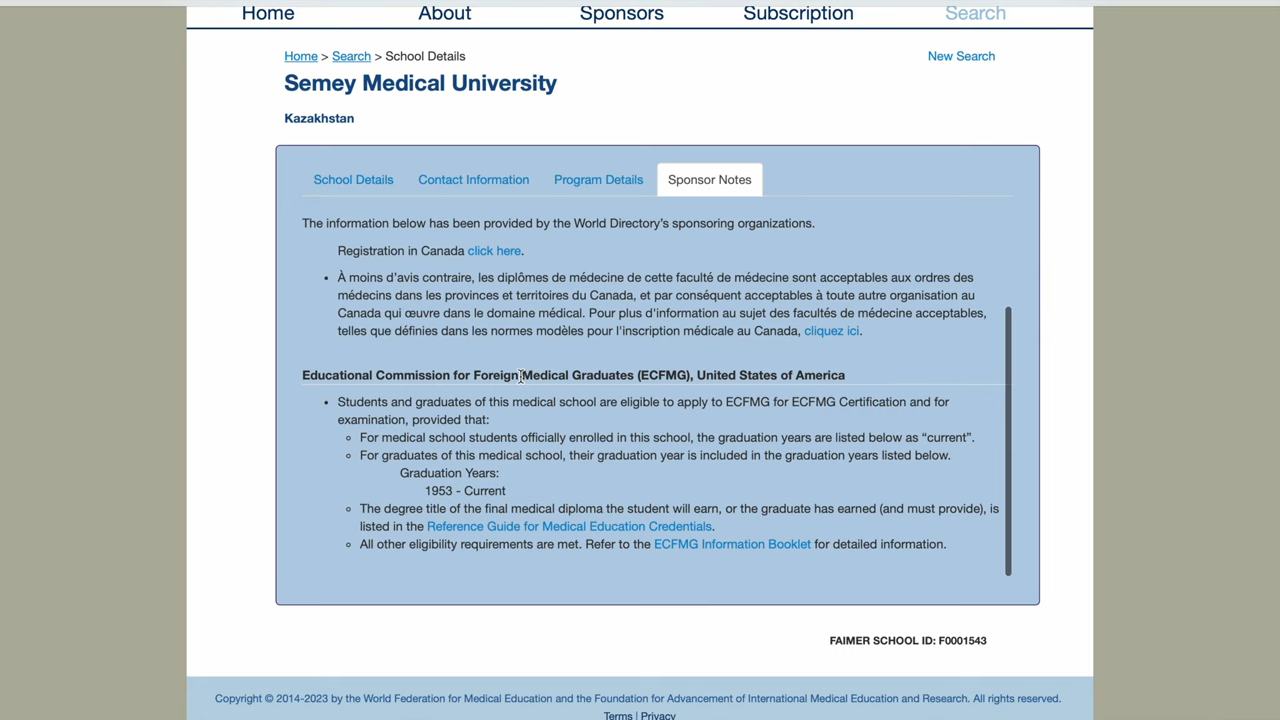 Home About Sponsors Subscription Search
Home > Search > School Details New Search
Semey Medical University
Kazakhstan
School Details Contact Information Program Details Sponsor Notes
The information below has been provided by the World Directory's sponsoring organizations.
Registration in Canada click here.
• À moins d'avis contraire, les diplômes de médecine de cette faculté de médecine sont acceptables aux ordres des
médecins dans les provinces et territoires du Canada, et par conséquent acceptables à toute autre organisation au
Canada qui œuvre dans le domaine médical. Pour plus d'information au sujet des facultés de médecine acceptables,
telles que définies dans les normes modèles pour l'inscription médicale au Canada, cliquez ici.
Educational Commission for Foreign Medical Graduates (ECFMG), United States of America
• Students and graduates of this medical school are eligible to apply to ECFMG for ECFMG Certification and for
examination, provided that:
◦ For medical school students officially enrolled in this school, the graduation years are listed below as “current”.
◦ For graduates of this medical school, their graduation year is included in the graduation years listed below.
Graduation Years:
1953 - Current
◦ The degree title of the final medical diploma the student will earn, or the graduate has earned (and must provide), is
listed in the Reference Guide for Medical Education Credentials.
◦ All other eligibility requirements are met. Refer to the ECFMG Information Booklet for detailed information.
FAIMER SCHOOL ID: F0001543
Copyright © 2014-2023 by the World Federation for Medical Education and the Foundation for Advancement of International Medical Education and Research. All rights reserved.
Terms | Privacy